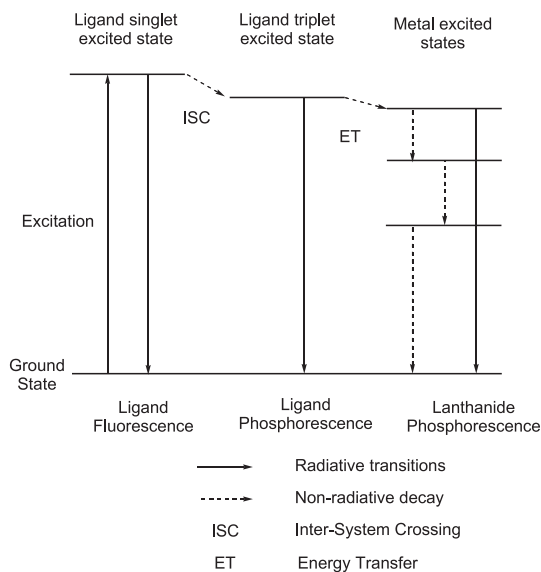 Ligand singlet
excited state
Ligand triplet
excited state
Metal excited
states
ISC
ET
Excitation
Ground
State
Ligand
Fluorescence
Ligand
Phosphorescence
Lanthanide
Phosphorescence
Radiative transitions
Non-radiative decay
ISC Inter-System Crossing
ET Energy Transfer